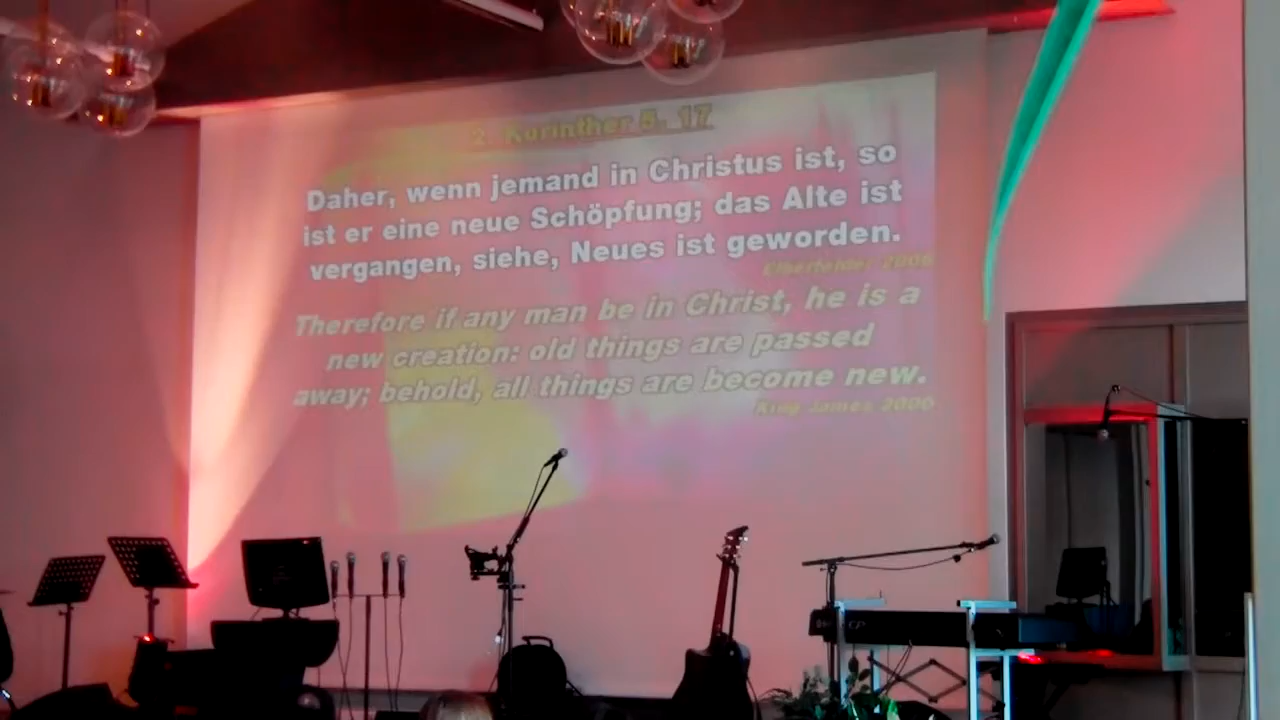 2. Korinther 5, 17
Daher, wenn jemand in Christus ist, so
ist er eine neue Schöpfung; das Alte ist
vergangen, siehe, Neues ist geworden.
Elberfelder 2006
Therefore if any man be in Christ, he is a
new creation: old things are passed
away; behold, all things are become new.
King James 2000
CP